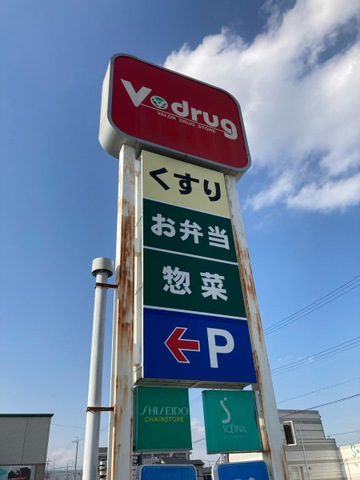 V drug
VALOR DRUG STORE
くすり
お弁当
惣菜
P
SHISEIDO
CHAINSTORE
SOFINA